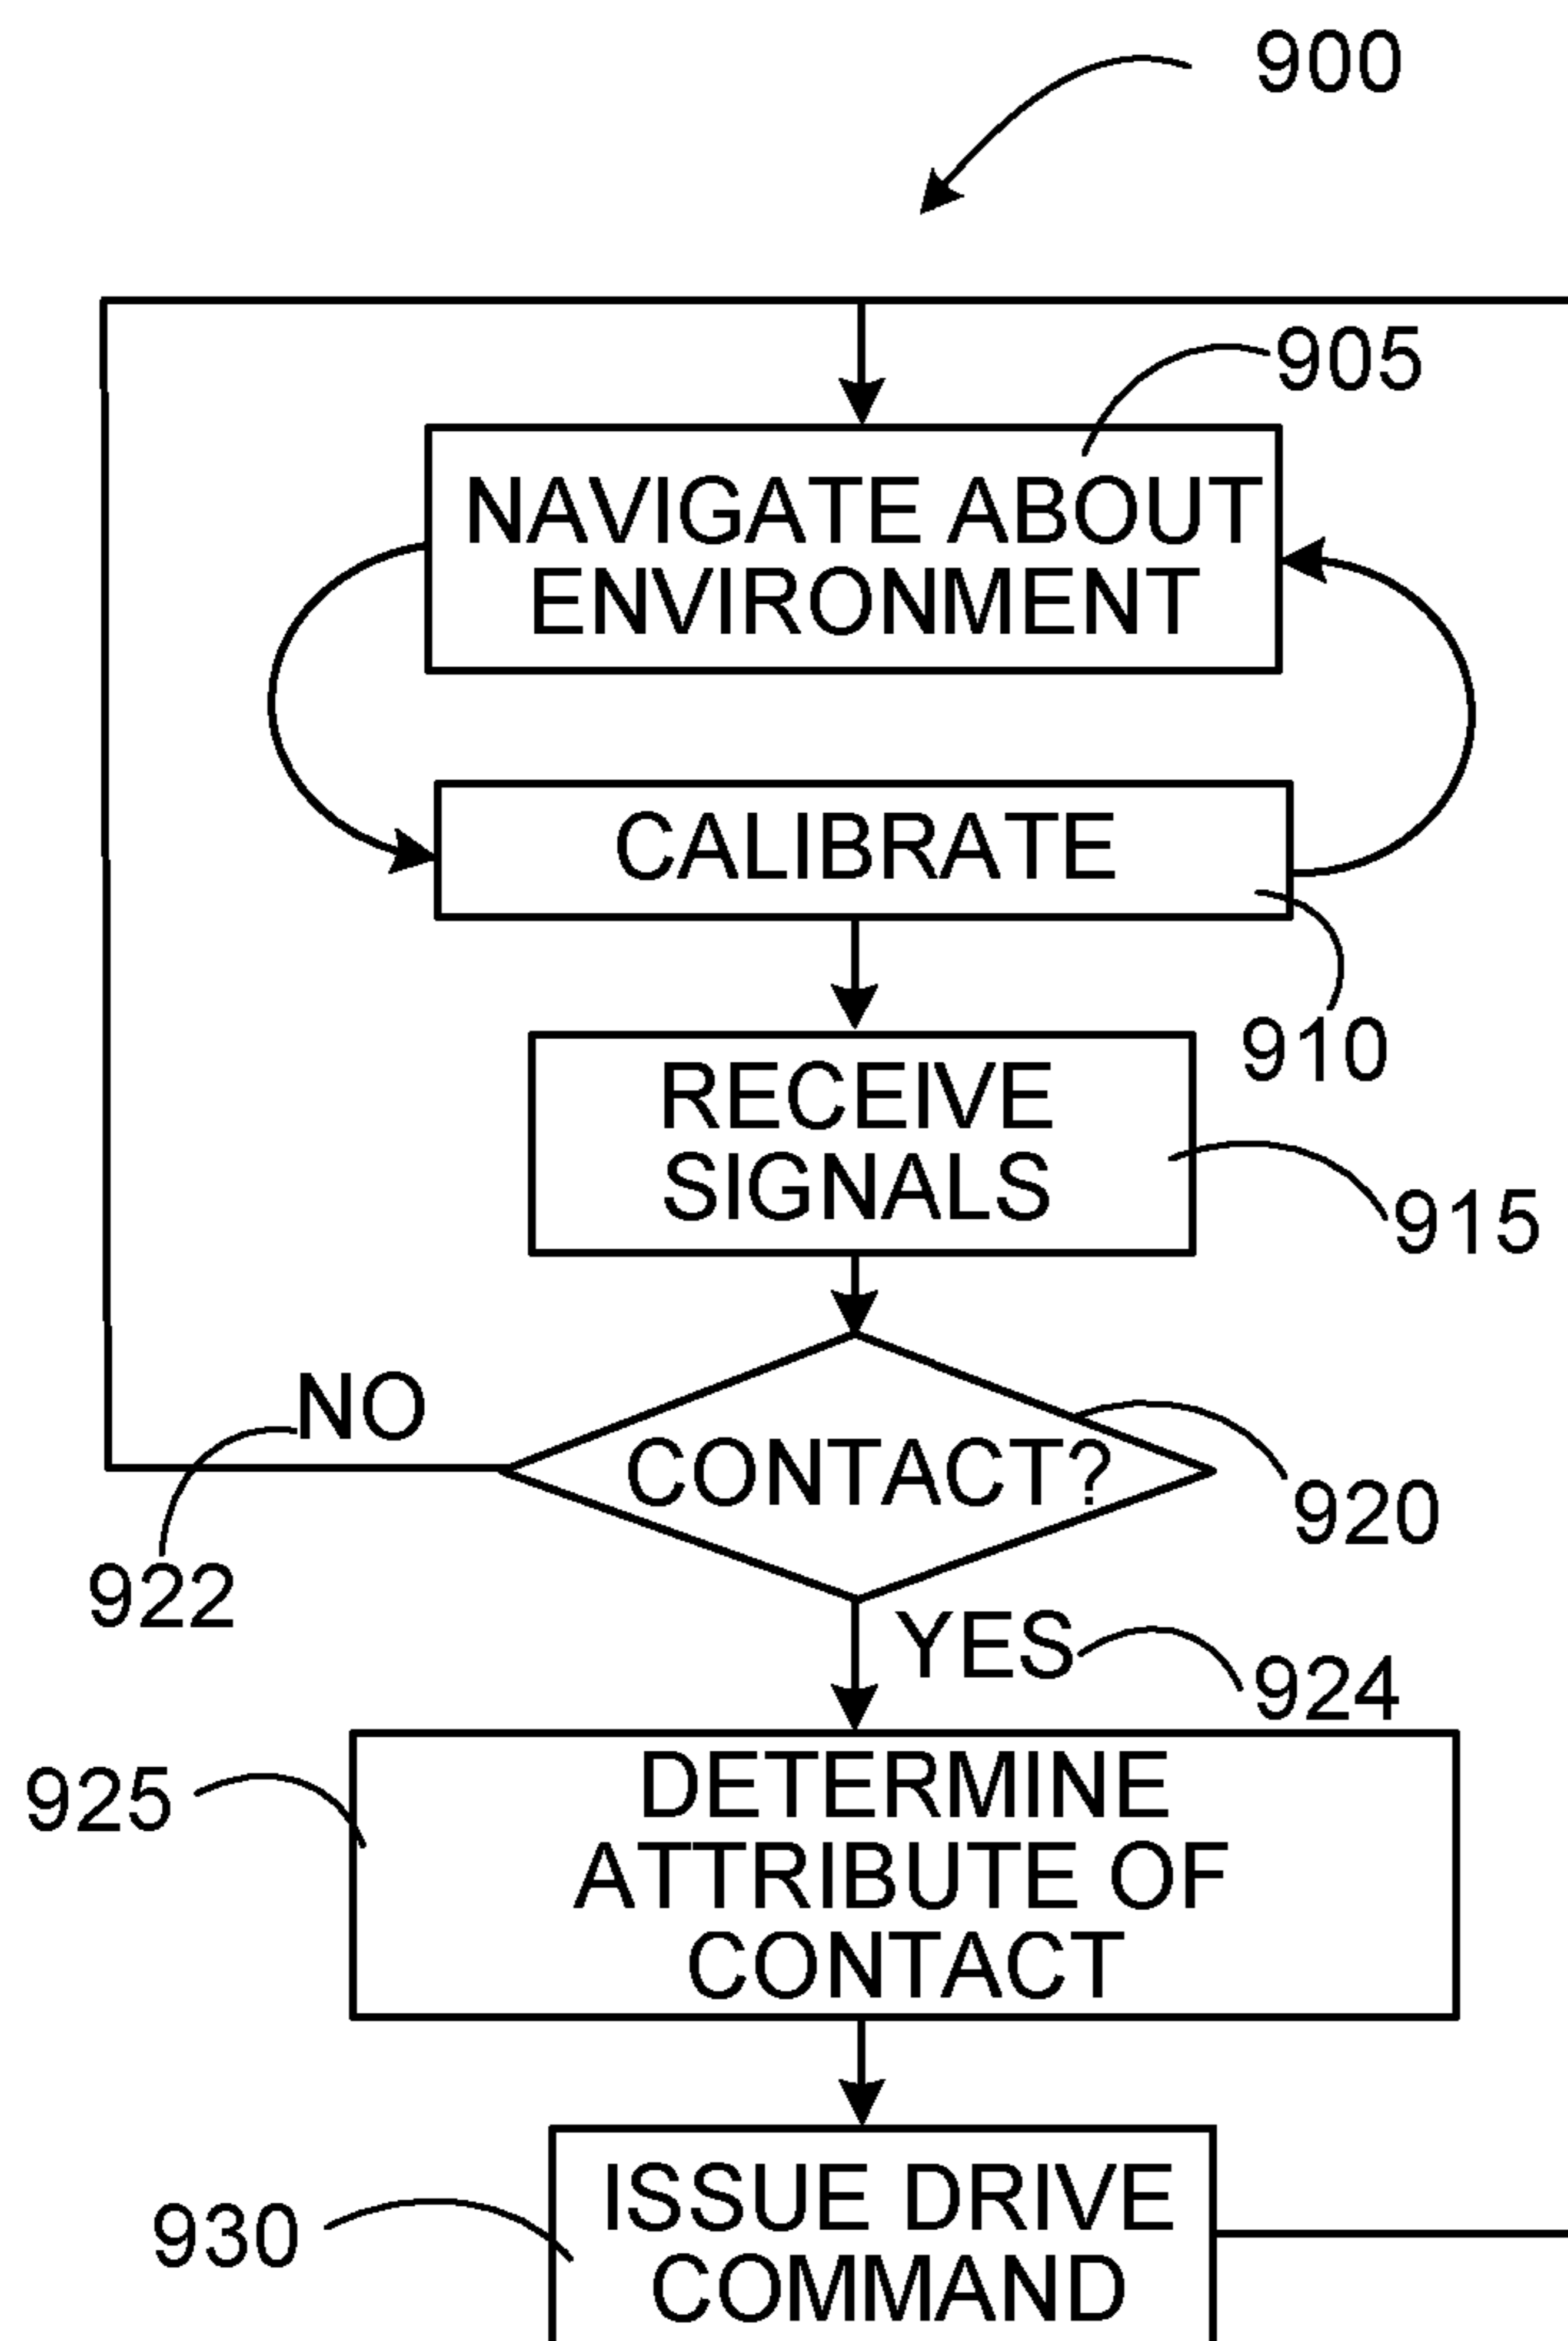 900
905
NAVIGATE ABOUT
ENVIRONMENT
CALIBRATE
910
RECEIVE
SIGNALS
915
NO
CONTACT?
920
922
YES
924
925
DETERMINE
ATTRIBUTE OF
CONTACT
930
ISSUE DRIVE
COMMAND